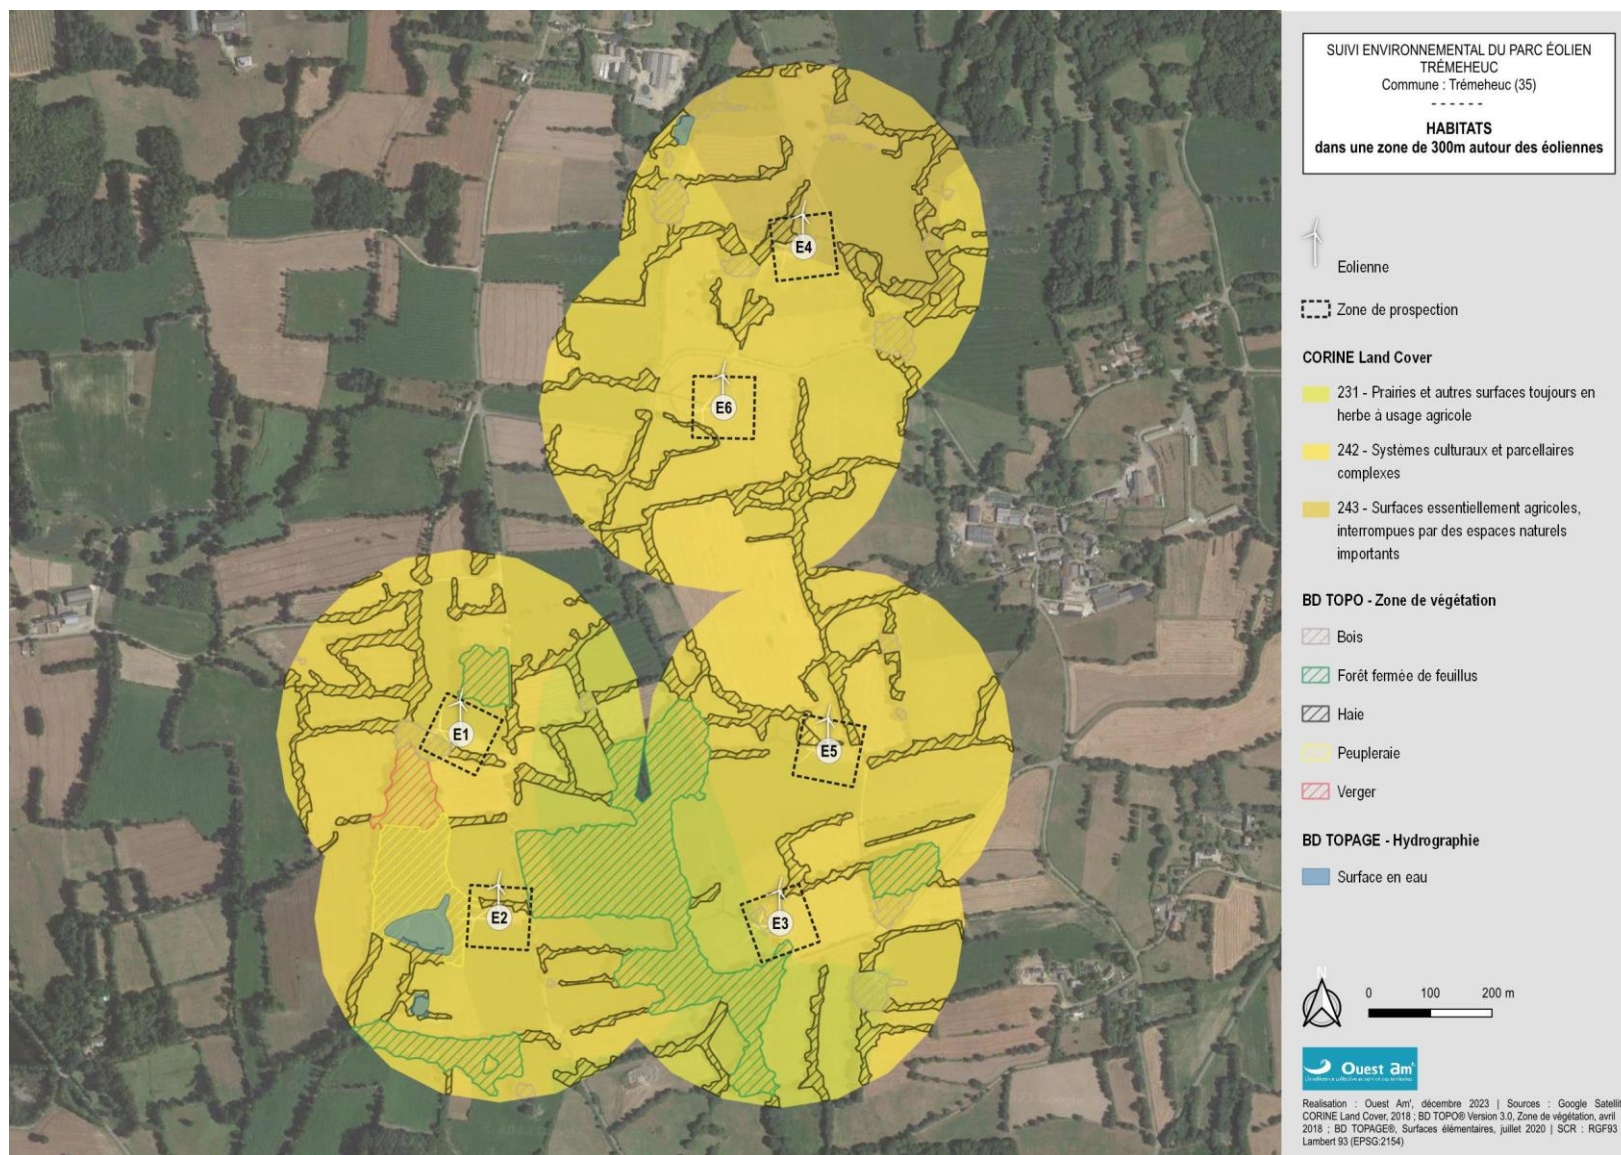 SUIVI ENVIRONNEMENTAL DU PARC ÉOLIEN
TRÉMEHEUC
Commune : Trémeheuc (35)
- - - - - -
HABITATS
dans une zone de 300m autour des éoliennes
Eolienne
Zone de prospection
CORINE Land Cover
231 - Prairies et autres surfaces toujours en
herbe à usage agricole
242 - Systèmes culturaux et parcellaires
complexes
243 - Surfaces essentiellement agricoles,
interrompues par des espaces naturels
importants
BD TOPO - Zone de végétation
Bois
Forêt fermée de feuillus
Haie
Peupleraie
Verger
BD TOPAGE - Hydrographie
Surface en eau
N
0 100 200 m
Ouest am'
Realisation : Ouest Am', décembre 2023 | Sources : Google Satellit
CORINE Land Cover, 2018 ; BD TOPO® Version 3.0, Zone de végétation, avril
2018 ; BD TOPAGE®, Surfaces élémentaires, juillet 2020 | SCR : RGF93
Lambert 93 (EPSG:2154)
E4
E6
E1
E5
E2
E3